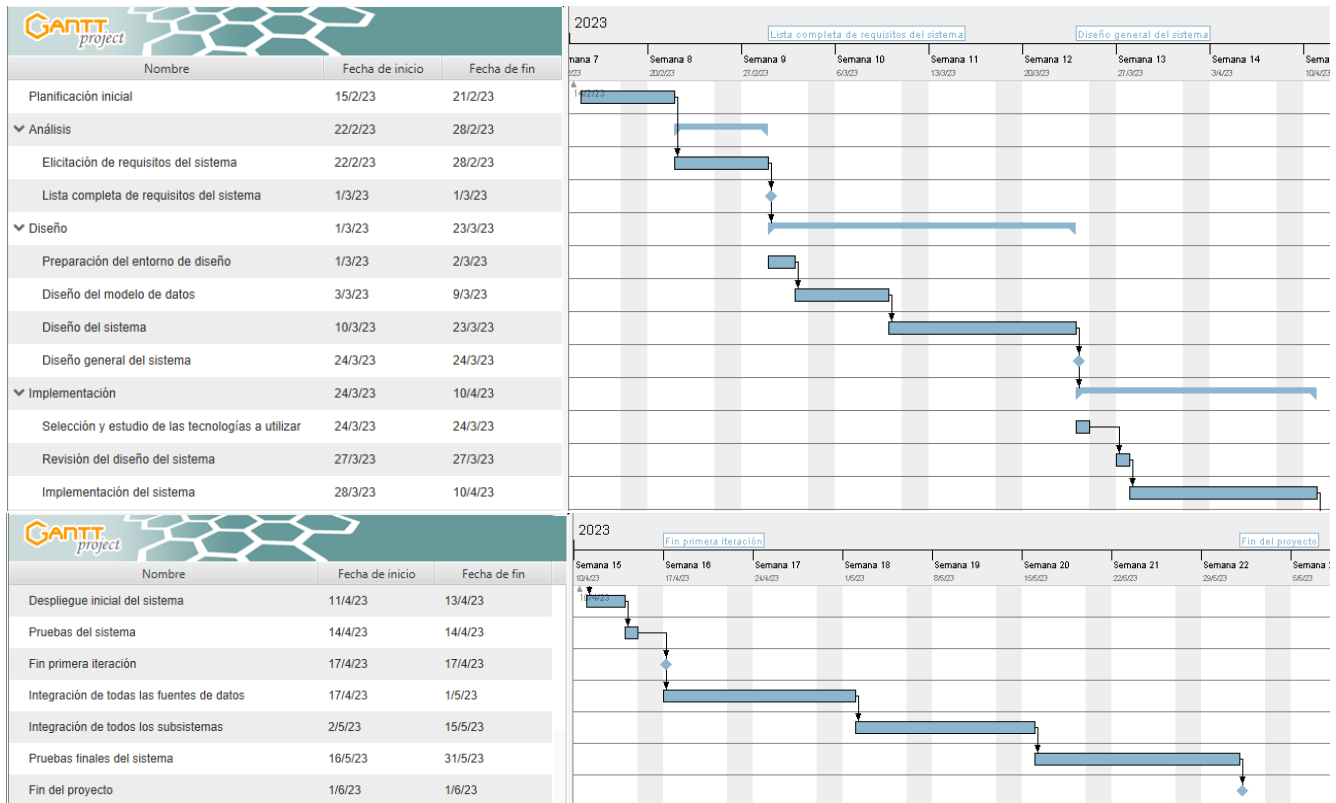 GANTT project
2023
Lista completa de requisitos del sistema Diseño general del sistema
mana 7 Semana 8 Semana 9 Semana 10 Semana 11 Semana 12 Semana 13 Semana 14 Sema
2/23 20/2/23 27/2/23 6/3/23 13/3/23 20/3/23 27/3/23 3/4/23 10/4/23
Nombre Fecha de inicio Fecha de fin
14/2/23
Planificación inicial 15/2/23 21/2/23
Análisis 22/2/23 28/2/23
Elicitación de requisitos del sistema 22/2/23 28/2/23
Lista completa de requisitos del sistema 1/3/23 1/3/23
Diseño 1/3/23 23/3/23
Preparación del entorno de diseño 1/3/23 2/3/23
Diseño del modelo de datos 3/3/23 9/3/23
Diseño del sistema 10/3/23 23/3/23
Diseño general del sistema 24/3/23 24/3/23
Implementación 24/3/23 10/4/23
Selección y estudio de las tecnologías a utilizar 24/3/23 24/3/23
Revisión del diseño del sistema 27/3/23 27/3/23
Implementación del sistema 28/3/23 10/4/23
GANTT project
2023
Fin primera iteración Fin del proyecto
Semana 15 Semana 16 Semana 17 Semana 18 Semana 19 Semana 20 Semana 21 Semana 22 Semana
10/4/23 17/4/23 24/4/23 1/5/23 8/5/23 15/5/23 22/5/23 29/5/23 5/6/23
Nombre Fecha de inicio Fecha de fin
Despliegue inicial del sistema 11/4/23 13/4/23
Pruebas del sistema 14/4/23 14/4/23
Fin primera iteración 17/4/23 17/4/23
Integración de todas las fuentes de datos 17/4/23 1/5/23
Integración de todos los subsistemas 2/5/23 15/5/23
Pruebas finales del sistema 16/5/23 31/5/23
Fin del proyecto 1/6/23 1/6/23